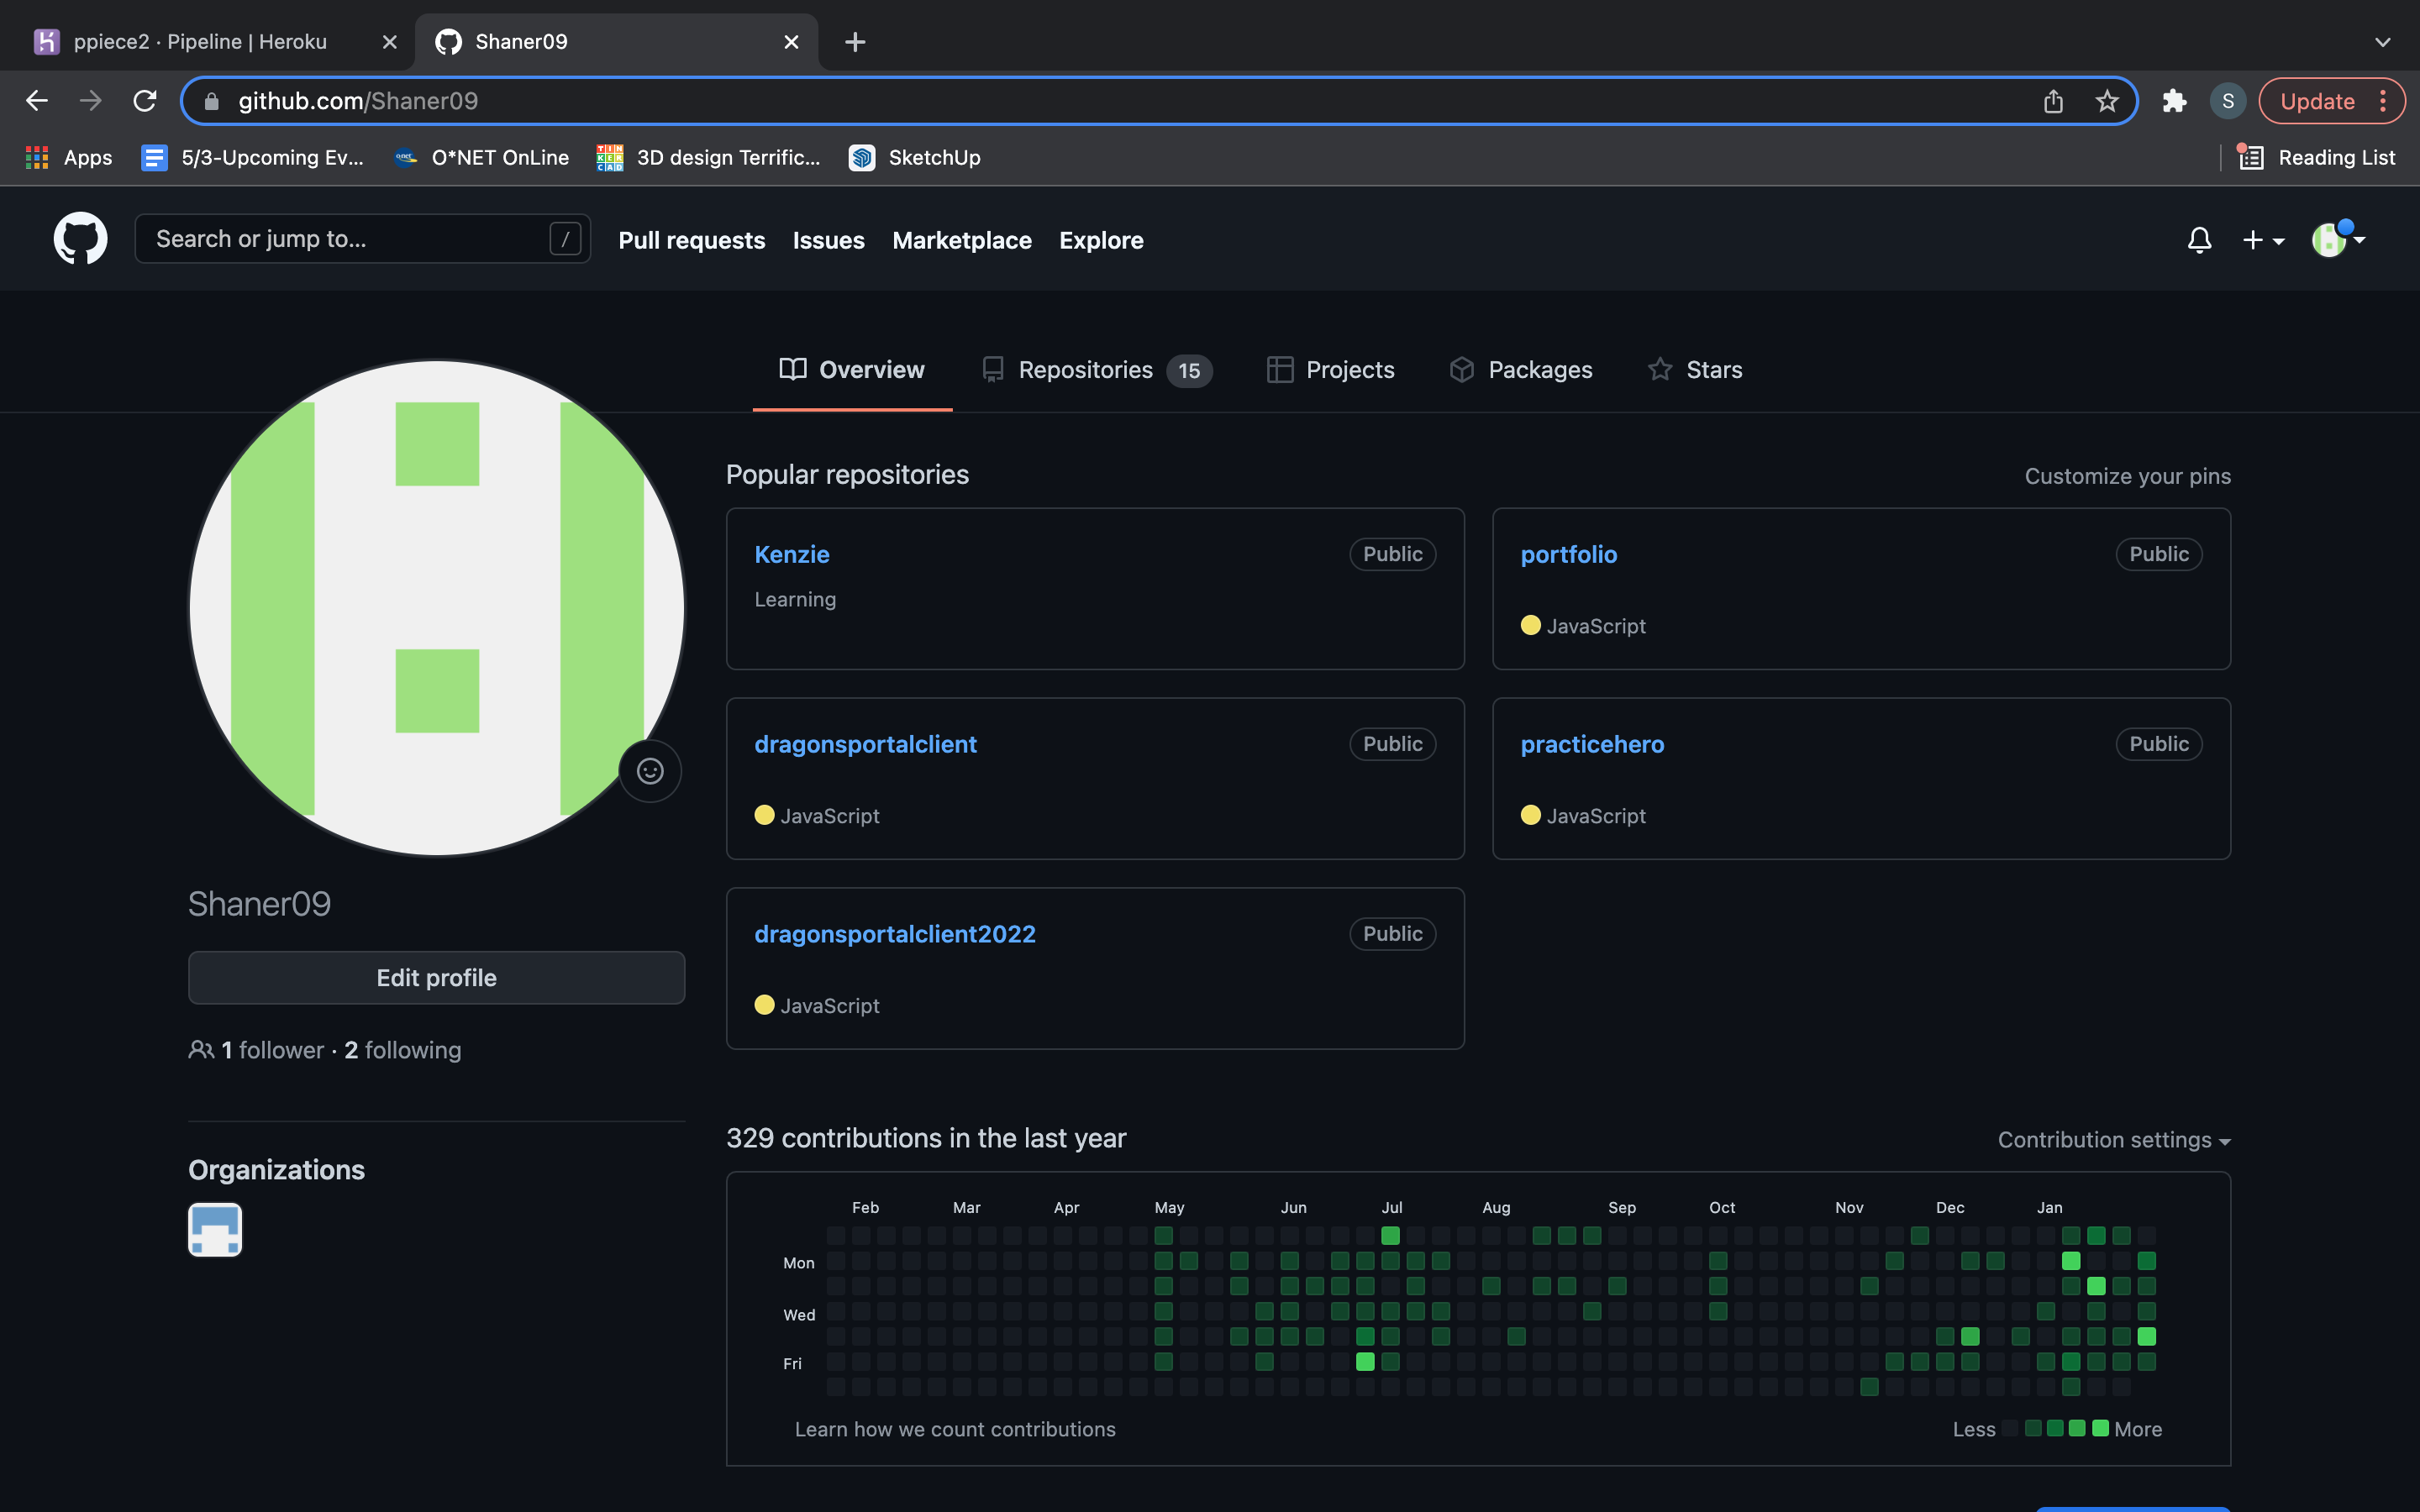 ppiece2 · Pipeline | Heroku
Shaner09
github.com/Shaner09
S
Update
Apps
5/3-Upcoming Ev...
O*NET OnLine
TINKERCAD
3D design Terrific...
SketchUp
Reading List
Search or jump to...
/
Pull requests
Issues
Marketplace
Explore
Overview
Repositories 15
Projects
Packages
Stars
Popular repositories
Customize your pins
Kenzie
Public
Learning
portfolio
Public
JavaScript
dragonsportalclient
Public
JavaScript
practicehero
Public
JavaScript
dragonsportalclient2022
Public
JavaScript
Shaner09
Edit profile
1 follower · 2 following
Organizations
329 contributions in the last year
Contribution settings
Feb Mar Apr May Jun Jul Aug Sep Oct Nov Dec Jan
Mon
Wed
Fri
Learn how we count contributions
Less More